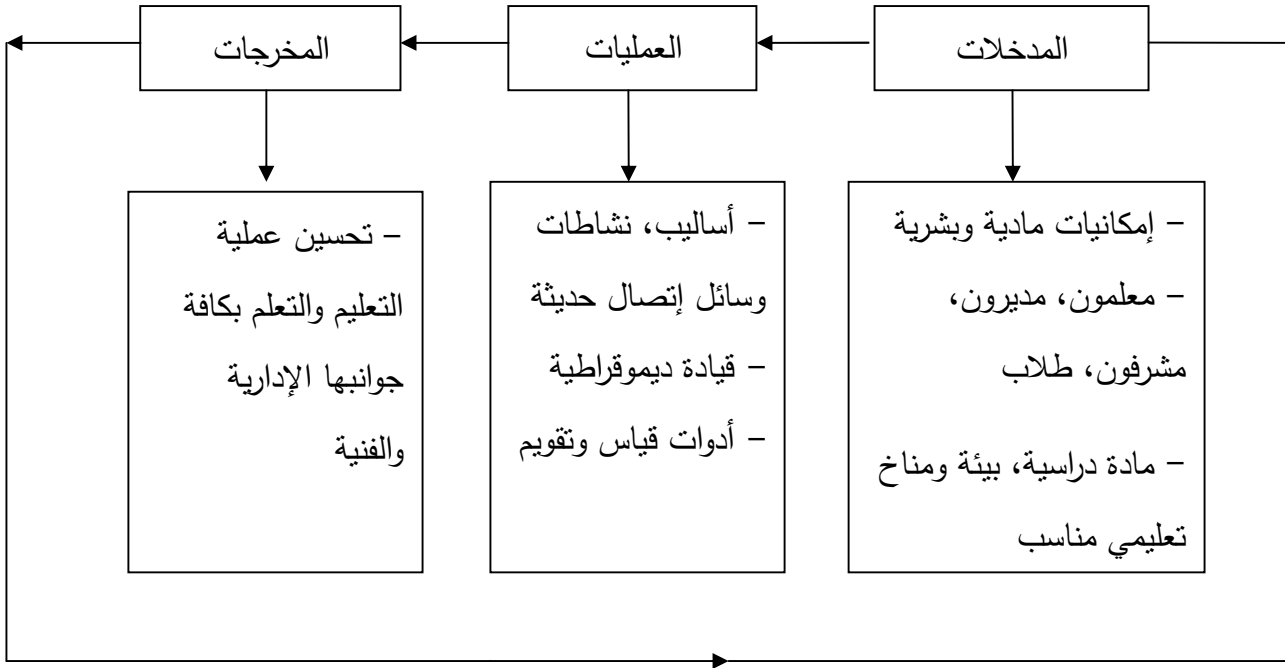 المدخلات
العمليات
المخرجات
– إمكانيات مادية وبشرية
– معلمون، مديرون،
مشرفون، طلاب
– مادة دراسية، بيئة ومناخ
تعليمي مناسب
– أساليب، نشاطات
وسائل إتصال حديثة
– قيادة ديموقراطية
– أدوات قياس وتقويم
– تحسين عملية
التعليم والتعلم بكافة
جوانبها الإدارية
والفنية